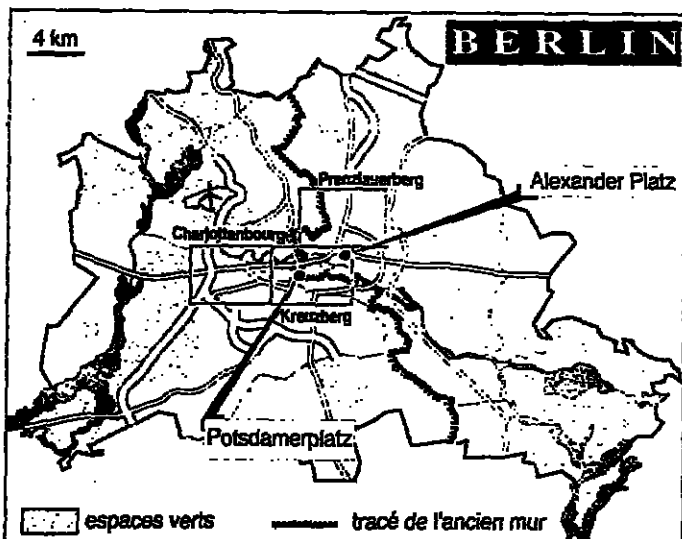 4 km
BERLIN
Prenzlauerberg
Alexander Platz
Charlottenbourg
Kreuzberg
Potsdamerplatz
espaces verts
tracé de l'ancien mur